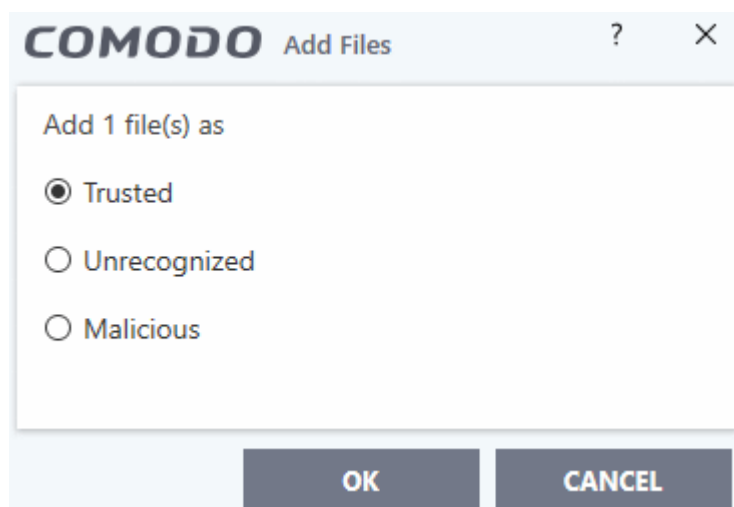 COMODO Add Files ?
Add 1 file(s) as
Trusted
Unrecognized
Malicious
OK CANCEL